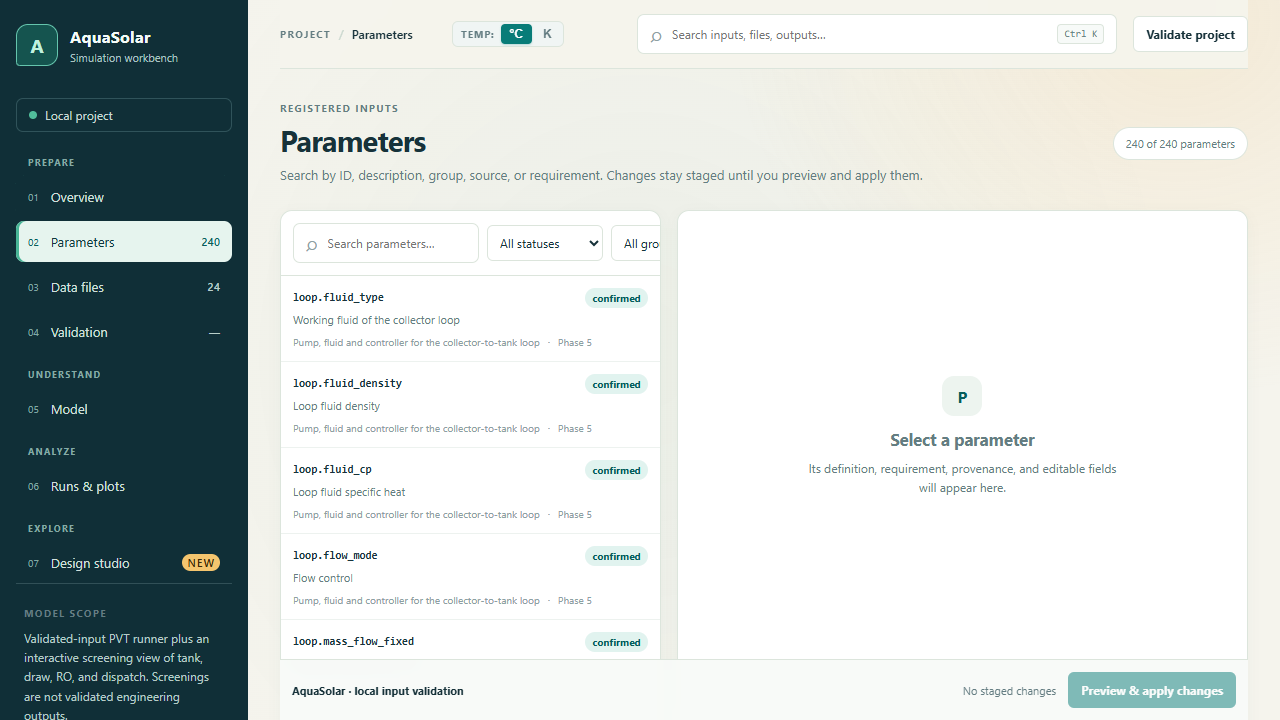 A
AquaSolar
Simulation workbench
Local project
PREPARE
01 Overview
02 Parameters 240
03 Data files 24
04 Validation —
UNDERSTAND
05 Model
ANALYZE
06 Runs & plots
EXPLORE
07 Design studio NEW
MODEL SCOPE
Validated-input PVT runner plus an
interactive screening view of tank,
draw, RO, and dispatch. Screenings
are not validated engineering
outputs.
PROJECT / Parameters
TEMP: °C K
Search inputs, files, outputs...
Ctrl K
Validate project
REGISTERED INPUTS
Parameters
240 of 240 parameters
Search by ID, description, group, source, or requirement. Changes stay staged until you preview and apply them.
Search parameters...
All statuses
All gro
loop.fluid_type confirmed
Working fluid of the collector loop
Pump, fluid and controller for the collector-to-tank loop · Phase 5
loop.fluid_density confirmed
Loop fluid density
Pump, fluid and controller for the collector-to-tank loop · Phase 5
loop.fluid_cp confirmed
Loop fluid specific heat
Pump, fluid and controller for the collector-to-tank loop · Phase 5
loop.flow_mode confirmed
Flow control
Pump, fluid and controller for the collector-to-tank loop · Phase 5
loop.mass_flow_fixed confirmed
P
Select a parameter
Its definition, requirement, provenance, and editable fields
will appear here.
AquaSolar · local input validation
No staged changes
Preview & apply changes